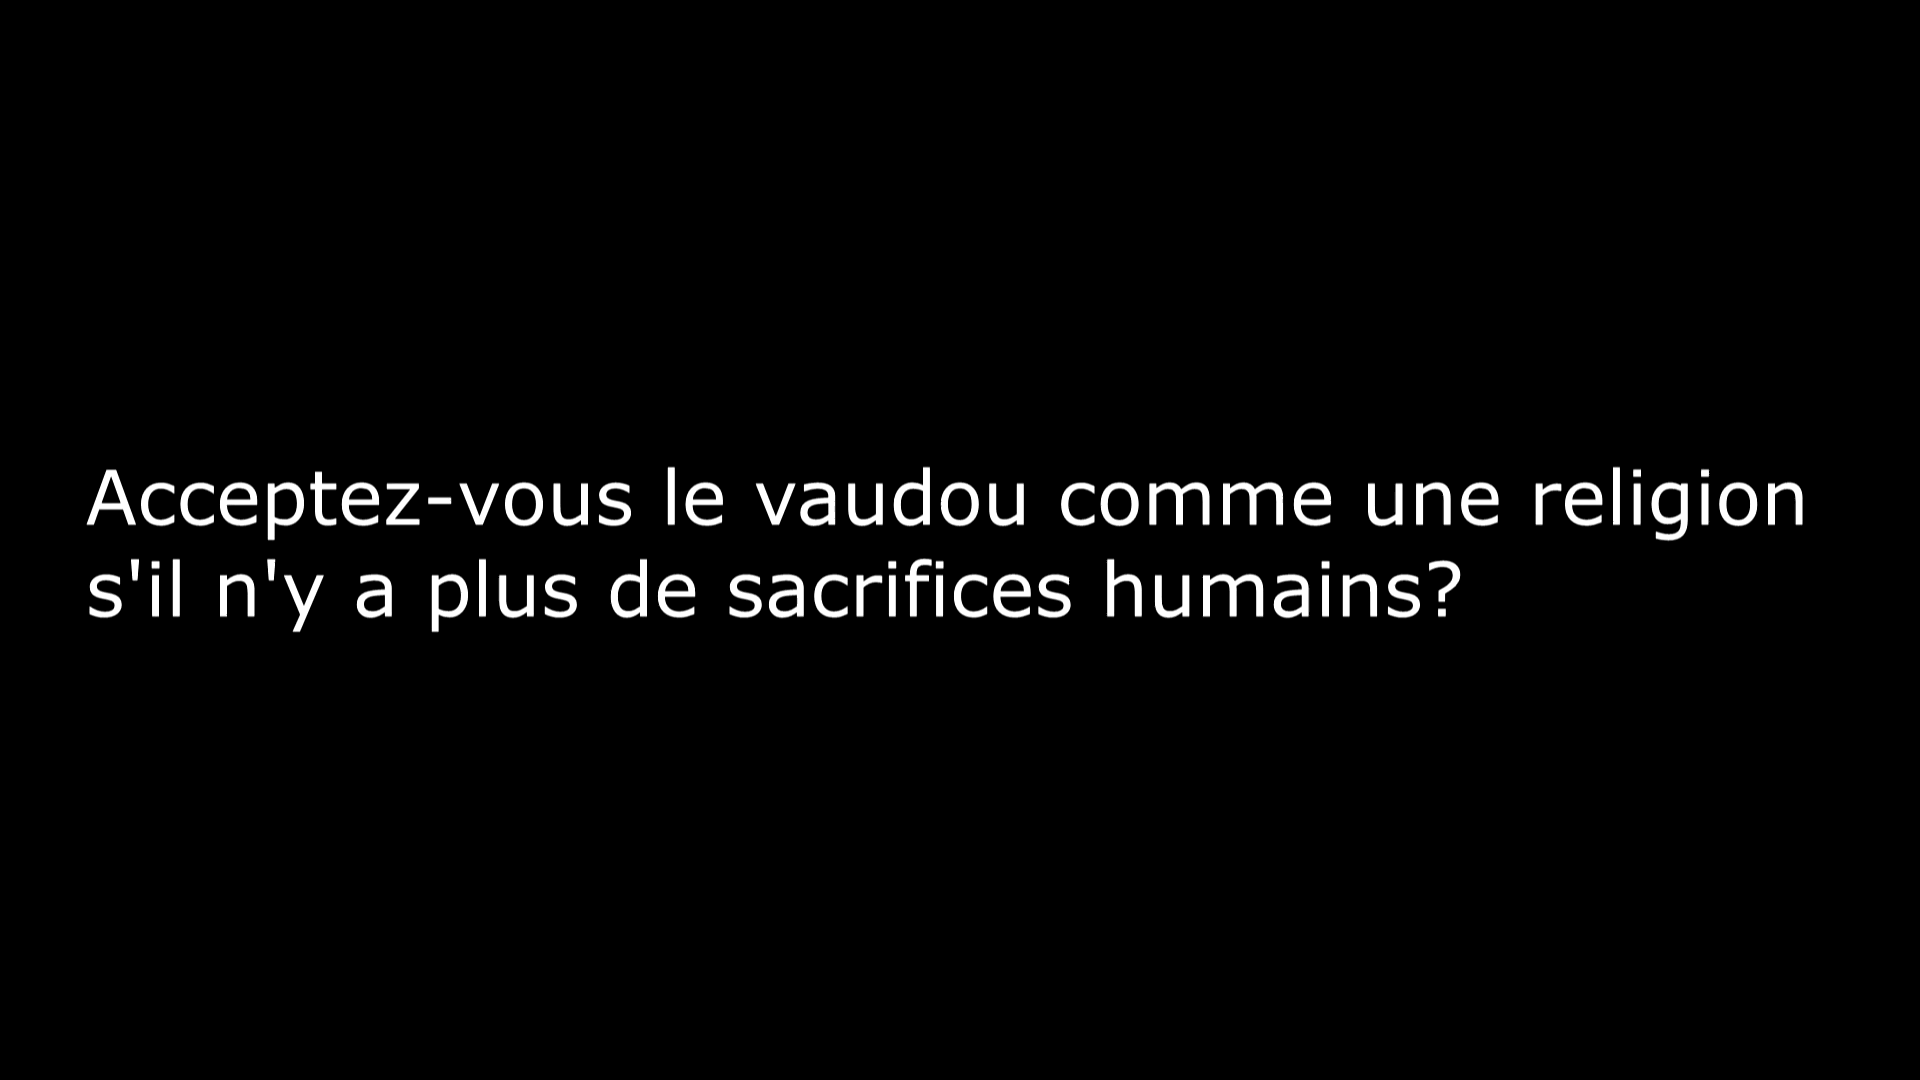 Acceptez-vous le vaudou comme une religion
s'il n'y a plus de sacrifices humains?